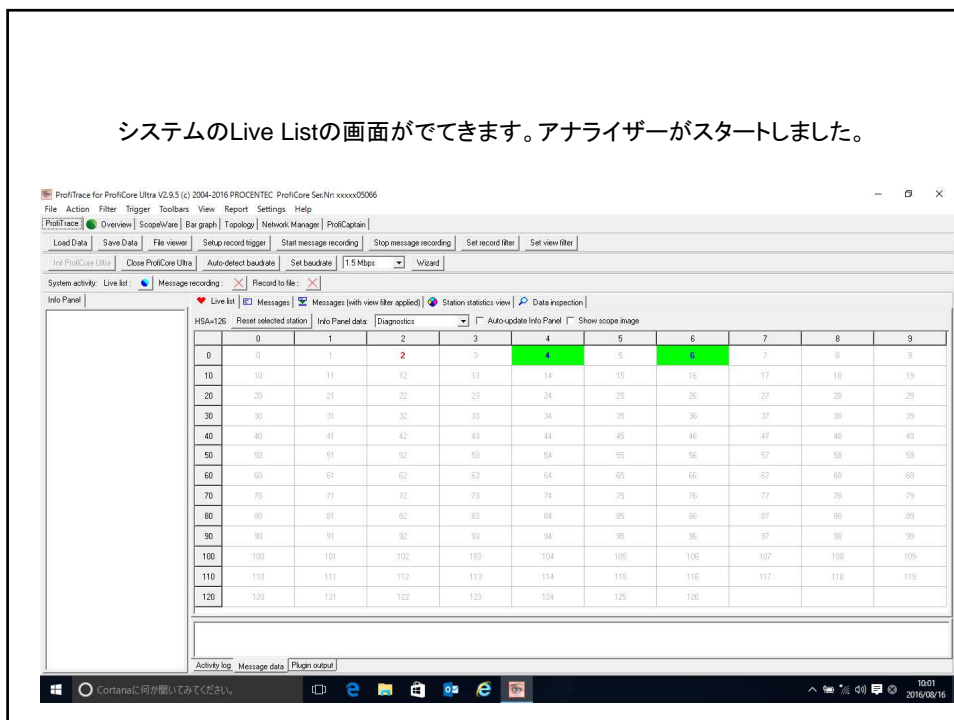 システムのLive Listの画面がでてきます。アナライザーがスタートしました。
ProfiTrace for ProfiCore Ultra V2.9.5 (c) 2004-2016 PROCENTEC ProfiCore Ser.Nr: xxxxx05066
File Action Filter Trigger Toolbars View Report Settings Help
ProfiTrace Overview ScopeWare Bar graph Topology Network Manager ProfiCaptain
Load Data Save Data File viewer Setup record trigger Start message recording Stop message recording Set record filter Set view filter
Init ProfiCore Ultra Close ProfiCore Ultra Auto-detect baudrate Set baudrate 1.5 Mbps Wizard
System activity: Live list: Message recording: Record to file:
Info Panel Live list Messages Messages (with view filter applied) Station statistics view Data inspection
HSA=126 Reset selected station Info Panel data: Diagnostics Auto-update Info Panel Show scope image
0 1 2 3 4 5 6 7 8 9
0 0 1 2 3 4 5 6 7 8 9
10 10 11 12 13 14 15 16 17 18 19
20 20 21 22 23 24 25 26 27 28 29
30 30 31 32 33 34 35 36 37 38 39
40 40 41 42 43 44 45 46 47 48 49
50 50 51 52 53 54 55 56 57 58 59
60 60 61 62 63 64 65 66 67 68 69
70 70 71 72 73 74 75 76 77 78 79
80 80 81 82 83 84 85 86 87 88 89
90 90 91 92 93 94 95 96 97 98 99
100 100 101 102 103 104 105 106 107 108 109
110 110 111 112 113 114 115 116 117 118 119
120 120 121 122 123 124 125 126
Activity log Message data Plugin output
Cortanaに何か聞いてみてください。
10:01
2016/08/16